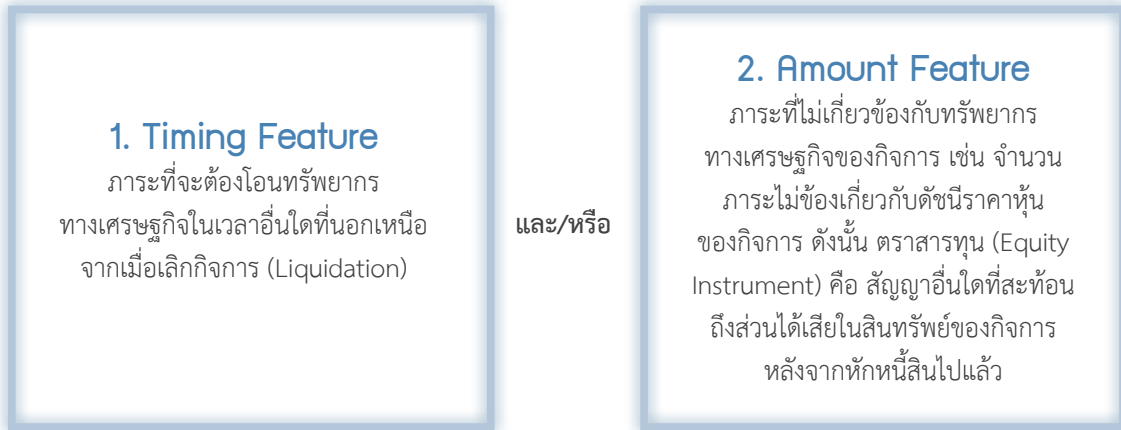 1. Timing Feature
ภาระที่จะต้องโอนทรัพยากร
ทางเศรษฐกิจในเวลาอื่นใดที่นอกเหนือ
จากเมื่อเลิกกิจการ (Liquidation)
และ/หรือ
2. Amount Feature
ภาระที่ไม่เกี่ยวข้องกับทรัพยากร
ทางเศรษฐกิจของกิจการ เช่น จำนวน
ภาระไม่ข้องเกี่ยวกับดัชนีราคาหุ้น
ของกิจการ ดังนั้น ตราสารทุน (Equity
Instrument) คือ สัญญาอื่นใดที่สะท้อน
ถึงส่วนได้เสียในสินทรัพย์ของกิจการ
หลังจากหักหนี้สินไปแล้ว